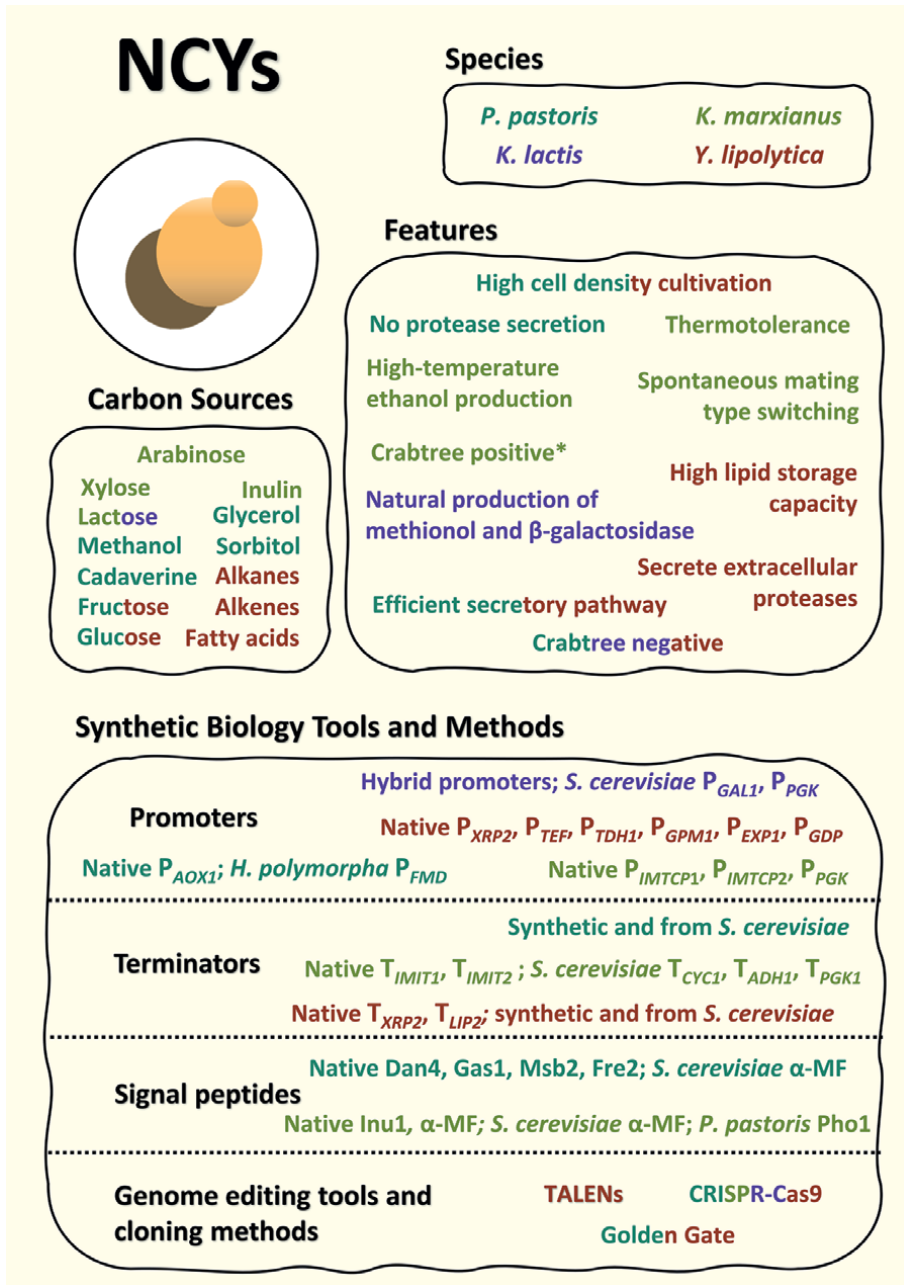 NCYs
Species
P. pastoris K. marxianus
K. lactis Y. lipolytica
Features
High cell density cultivation
No protease secretion Thermotolerance
High-temperature
ethanol production
Spontaneous mating
type switching
Crabtree positive*
High lipid storage
capacity
Natural production of
methionol and β-galactosidase
Secrete extracellular
proteases
Efficient secretory pathway
Crabtree negative
Carbon Sources
Arabinose
Xylose Inulin
Lactose Glycerol
Methanol Sorbitol
Cadaverine Alkanes
Fructose Alkenes
Glucose Fatty acids
Synthetic Biology Tools and Methods
Promoters
Hybrid promoters; S. cerevisiae PGAL1, PPGK
Native PXRP2, PTEF, PTDH1, PGPM1, PEXP1, PGDP
Native PAOX1; H. polymorpha PFMD
Native PIMTCP1, PIMTCP2, PPGK
Terminators
Synthetic and from S. cerevisiae
Native TIMIT1, TIMIT2 ; S. cerevisiae TCYC1, TADH1, TPGK1
Native TXRP2, TLIP2; synthetic and from S. cerevisiae
Signal peptides
Native Dan4, Gas1, Msb2, Fre2; S. cerevisiae α-MF
Native Inu1, α-MF; S. cerevisiae α-MF; P. pastoris Pho1
Genome editing tools and
cloning methods
TALENs CRISPR-Cas9
Golden Gate